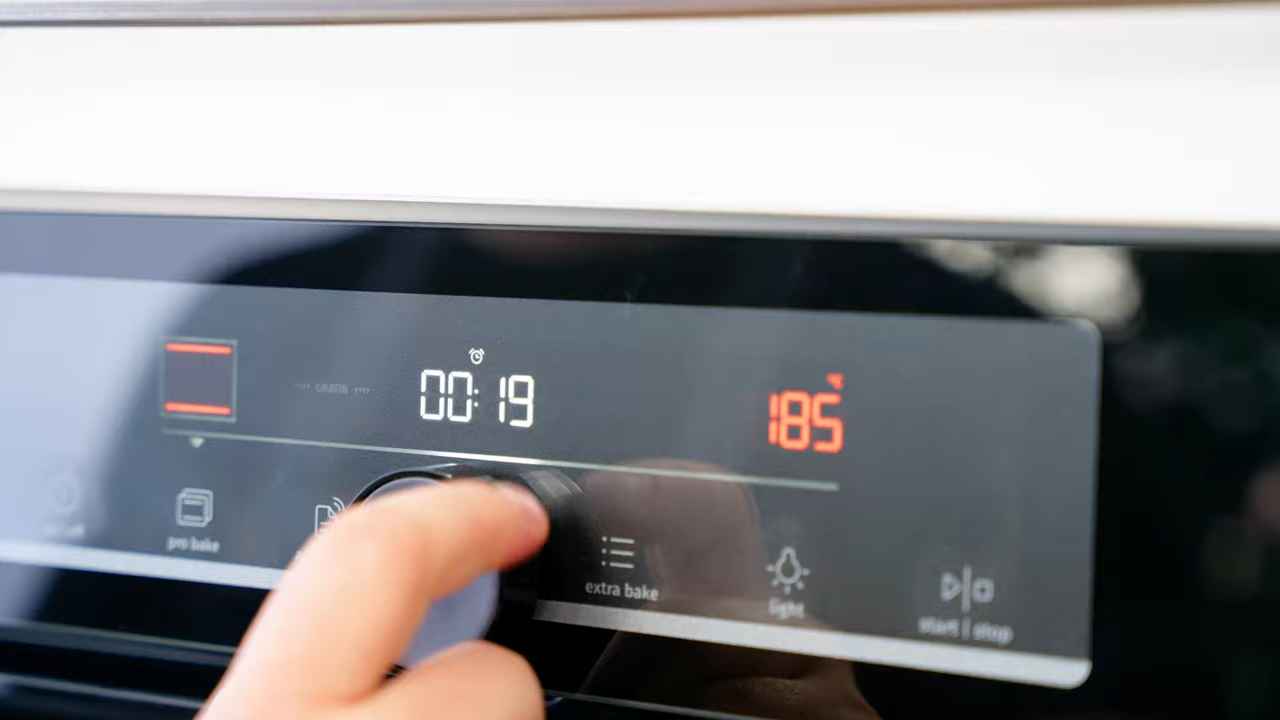 00:19
185
pro bake
extra bake
light
start | stop